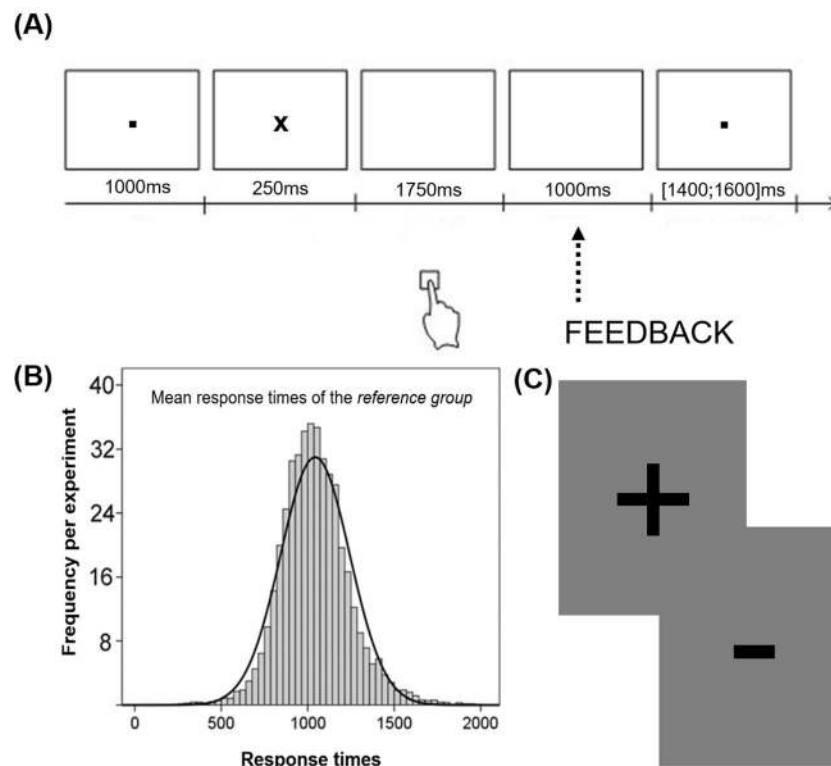 (A)
x
1000ms
250ms
1750ms
1000ms
[1400;1600]ms
FEEDBACK
(B)
Mean response times of the reference group
Frequency per experiment
40
32
24
16
8
0
500
1000
1500
2000
Response times
(C)
+
-